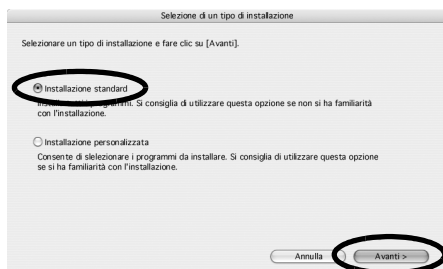 Selezione di un tipo di installazione
Selezionare un tipo di installazione e fare clic su [Avanti].
Installazione standard
programmi. Si consiglia di utilizzare questa opzione se non si ha familiarità
con l'installazione.
Installazione personalizzata
Consente di slelezionare i programmi da installare. Si consiglia di utilizzare questa opzione
se si ha familiarità con l'installazione.
Annulla
Avanti >